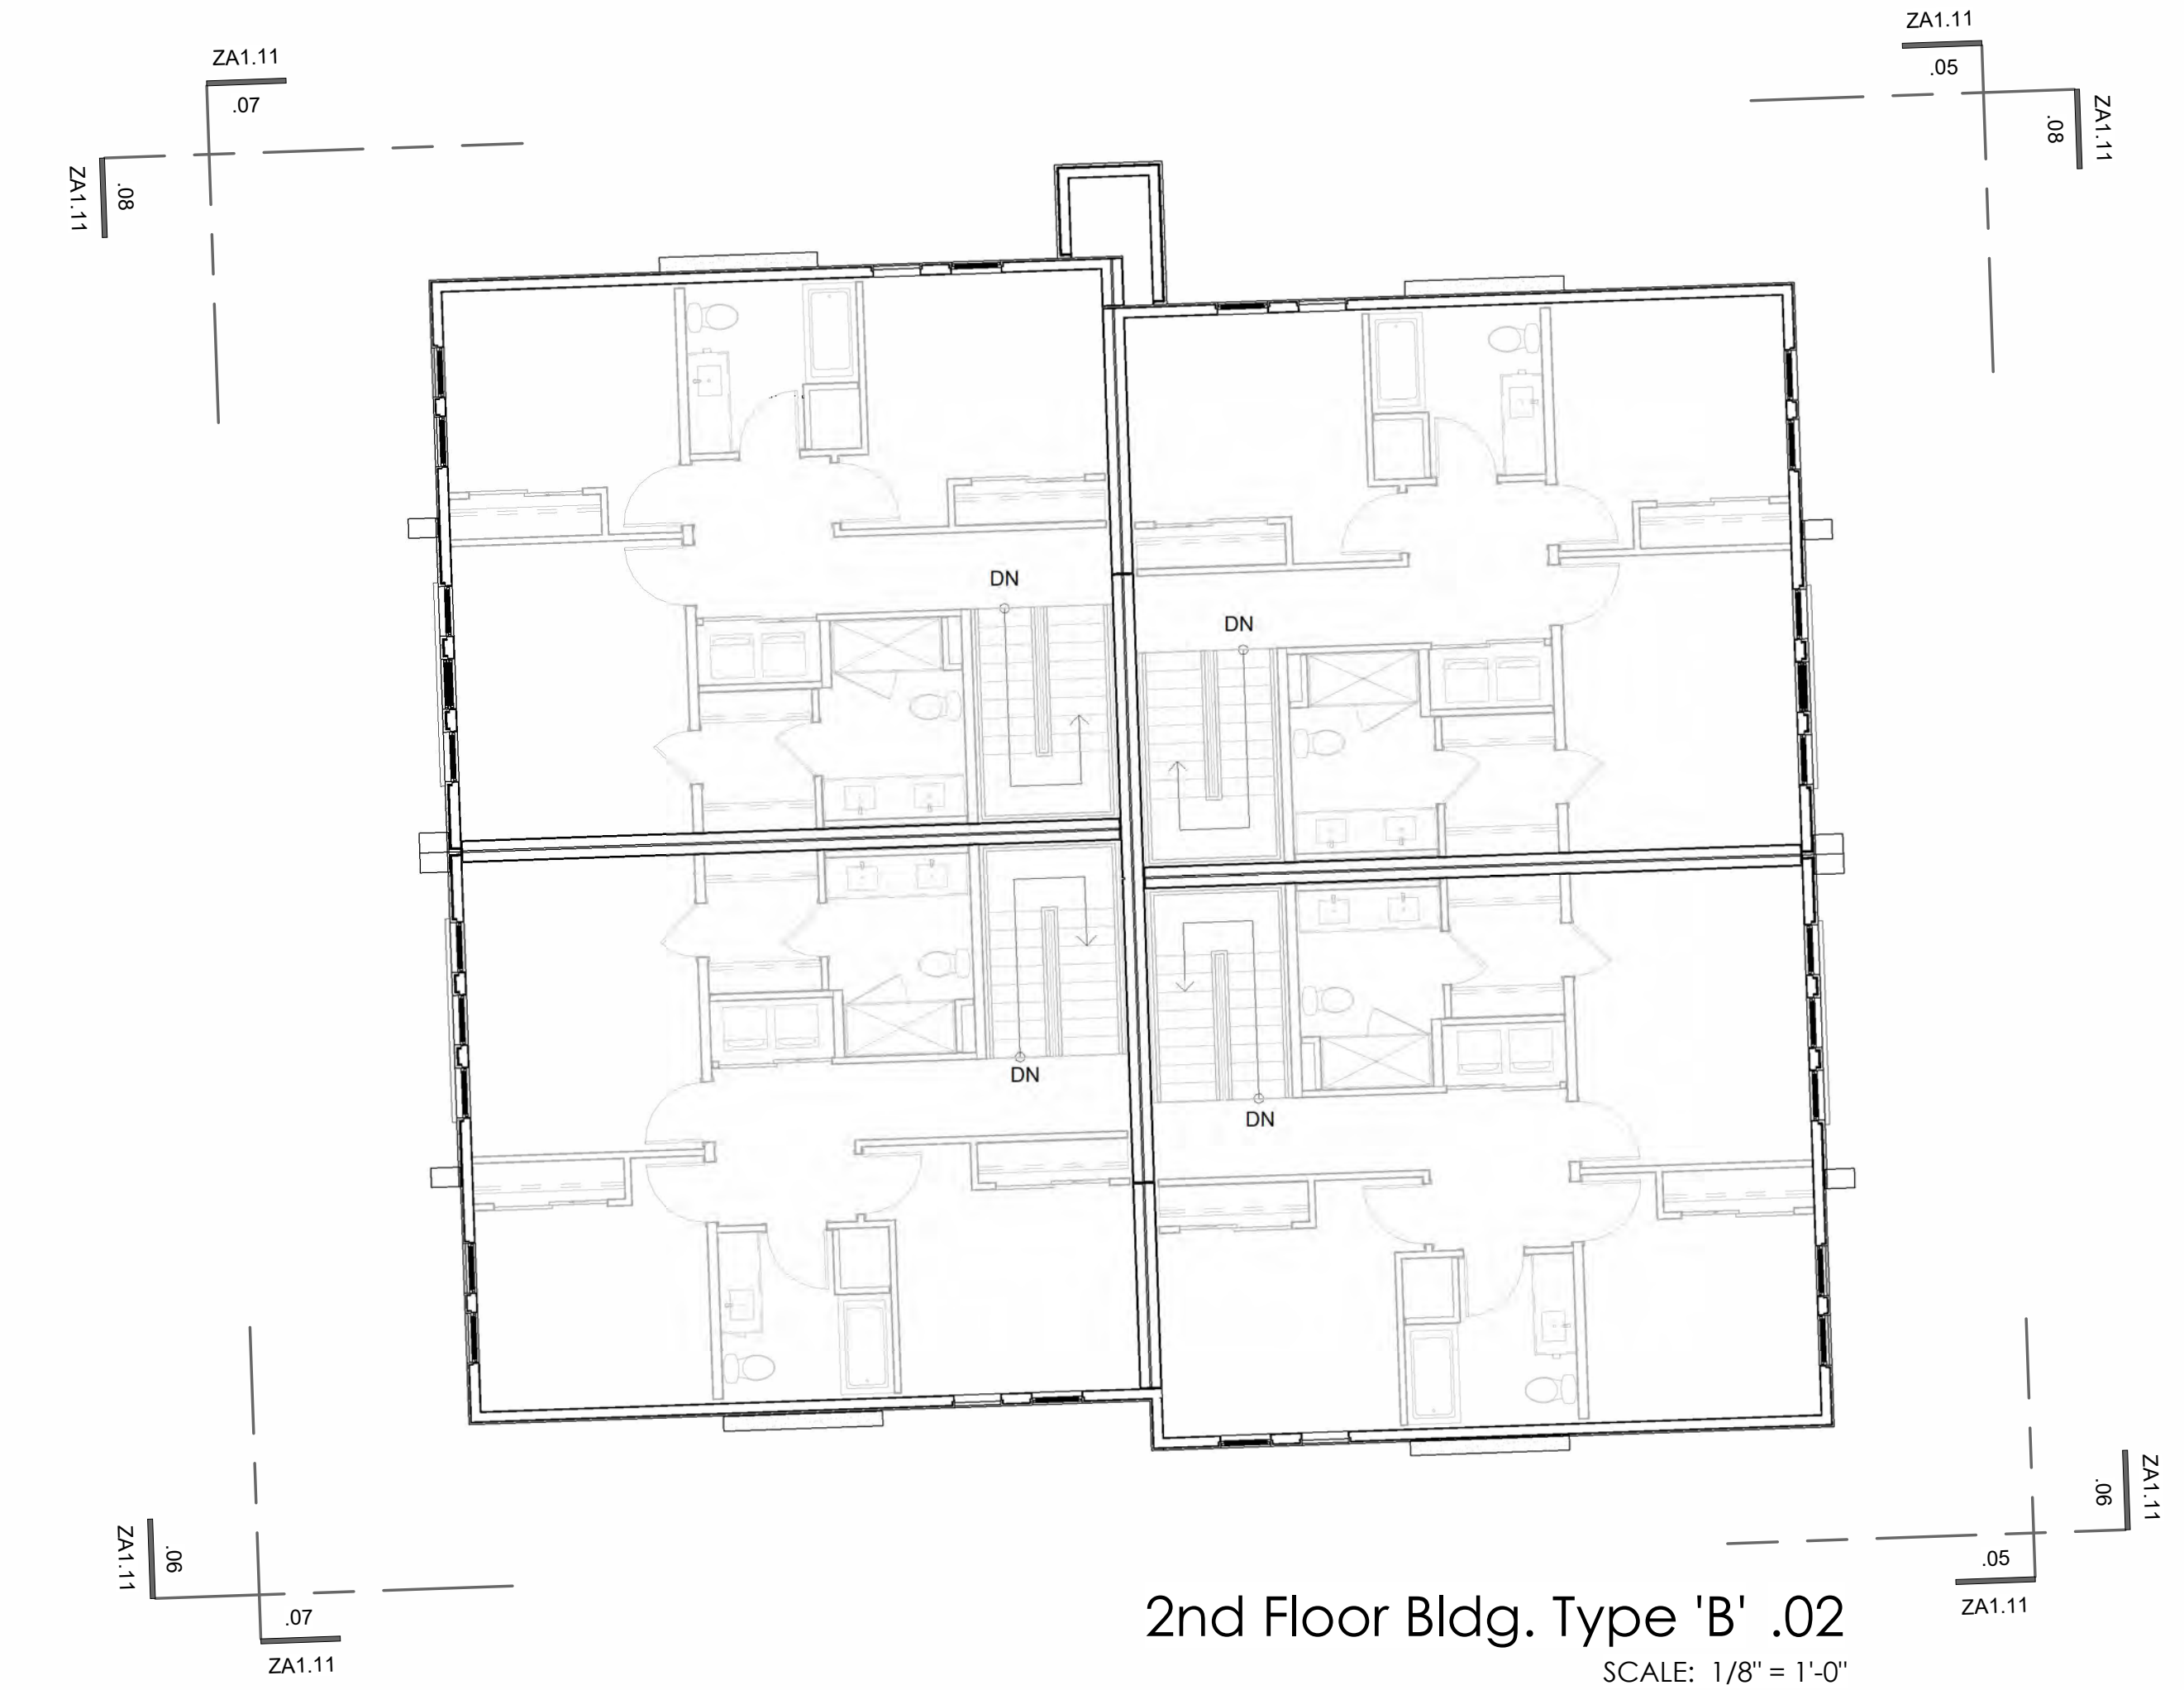 ZA1.11
.07
ZA1.11
.08
ZA1.11
.05
ZA1.11
.08
DN
DN
DN
DN
ZA1.11
.06
.07
ZA1.11
ZA1.11
.06
.05
ZA1.11
2nd Floor Bldg. Type 'B' .02
SCALE: 1/8" = 1'-0"